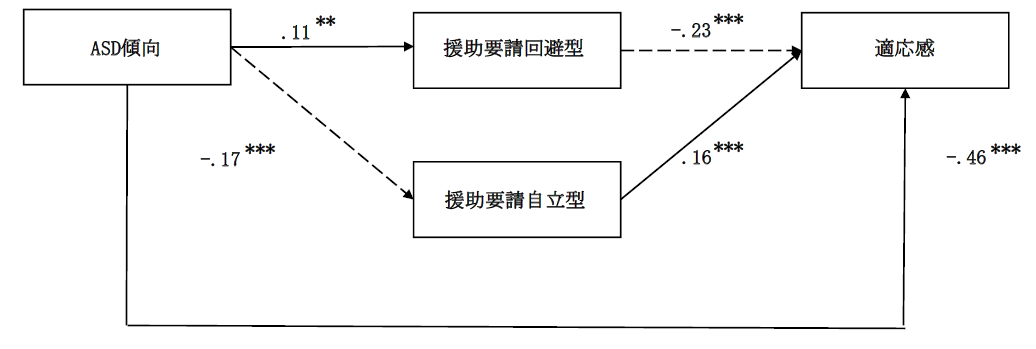 ASD傾向
.11**
援助要請回避型
-.23***
適応感
-.17***
援助要請自立型
.16***
-.46***